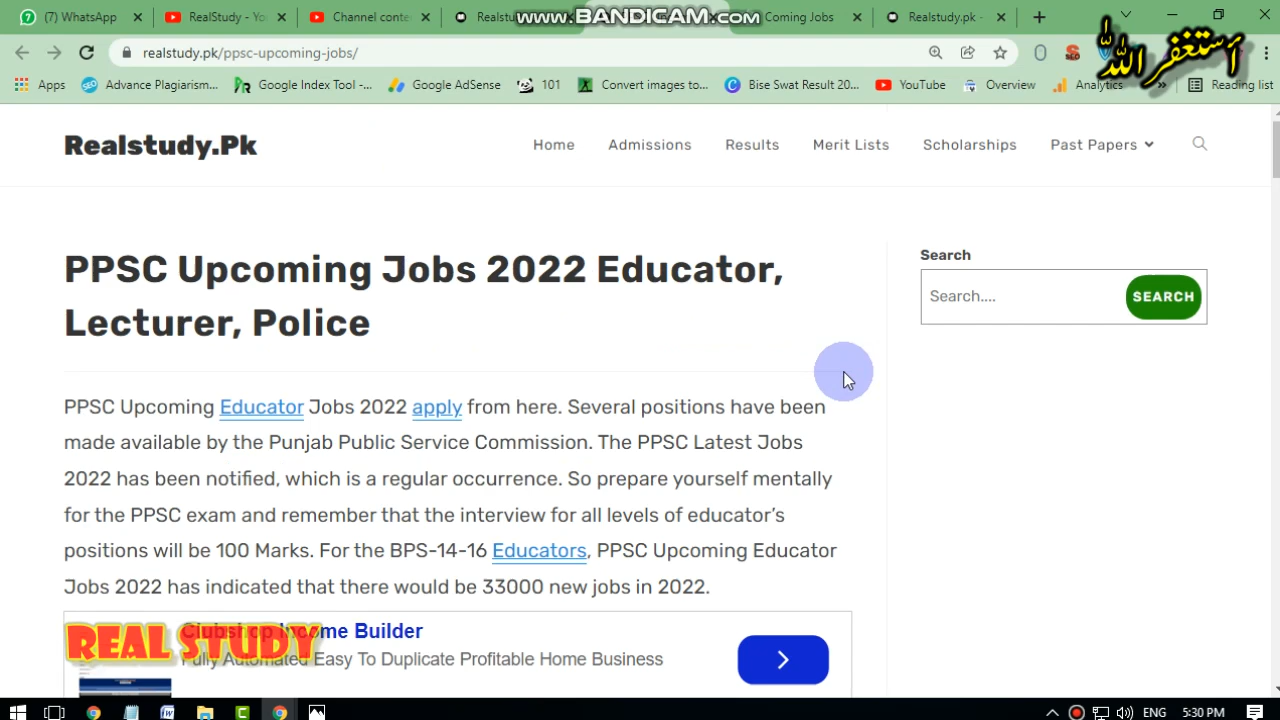 (7) WhatsApp
RealStudy - Yo
Channel conte
Realstu
Coming Jobs
Realstudy.pk -
WWW.BANDICAM.COM
realstudy.pk/ppsc-upcoming-jobs/
أستغفر الله
Apps
Advance Plagiarism...
Google Index Tool -...
Google AdSense
101
Convert images to...
Bise Swat Result 20...
YouTube
Overview
Analytics
»
Reading list
Realstudy.Pk
Home
Admissions
Results
Merit Lists
Scholarships
Past Papers
PPSC Upcoming Jobs 2022 Educator,
Lecturer, Police
Search
Search....
SEARCH
PPSC Upcoming Educator Jobs 2022 apply from here. Several positions have been
made available by the Punjab Public Service Commission. The PPSC Latest Jobs
2022 has been notified, which is a regular occurrence. So prepare yourself mentally
for the PPSC exam and remember that the interview for all levels of educator's
positions will be 100 Marks. For the BPS-14-16 Educators, PPSC Upcoming Educator
Jobs 2022 has indicated that there would be 33000 new jobs in 2022.
Clubshop Income Builder
REAL STUDY
Fully Automated Easy To Duplicate Profitable Home Business
ENG
5:30 PM